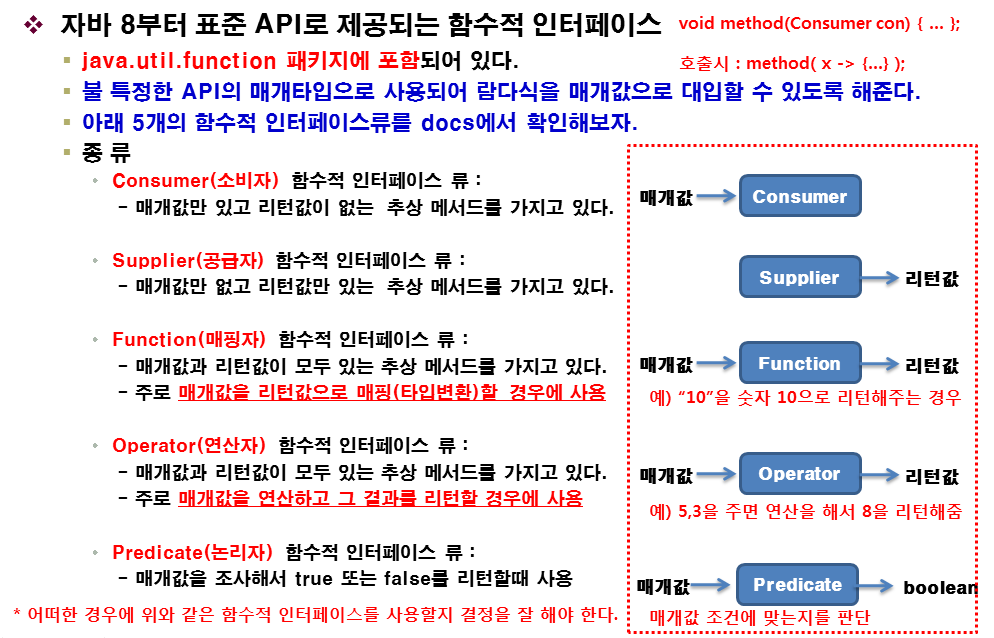 ❖ 자바 8부터 표준 API로 제공되는 함수적 인터페이스
void method(Consumer con) { ... };
호출시 : method( x -> {...} );
▪ java.util.function 패키지에 포함되어 있다.
▪ 불 특정한 API의 매개타입으로 사용되어 람다식을 매개값으로 대입할 수 있도록 해준다.
▪ 아래 5개의 함수적 인터페이스류를 docs에서 확인해보자.
▪ 종 류
• Consumer(소비자) 함수적 인터페이스 류 :
– 매개값만 있고 리턴값이 없는 추상 메서드를 가지고 있다.
매개값 Consumer
• Supplier(공급자) 함수적 인터페이스 류 :
– 매개값만 없고 리턴값만 있는 추상 메서드를 가지고 있다.
Supplier 리턴값
• Function(매핑자) 함수적 인터페이스 류 :
– 매개값과 리턴값이 모두 있는 추상 메서드를 가지고 있다.
– 주로 매개값을 리턴값으로 매핑(타입변환)할 경우에 사용
매개값 Function 리턴값
예) “10”을 숫자 10으로 리턴해주는 경우
• Operator(연산자) 함수적 인터페이스 류 :
– 매개값과 리턴값이 모두 있는 추상 메서드를 가지고 있다.
– 주로 매개값을 연산하고 그 결과를 리턴할 경우에 사용
매개값 Operator 리턴값
예) 5,3을 주면 연산을 해서 8을 리턴해줌
• Predicate(논리자) 함수적 인터페이스 류 :
– 매개값을 조사해서 true 또는 false를 리턴할때 사용
매개값 Predicate boolean
매개값 조건에 맞는지를 판단
* 어떠한 경우에 위와 같은 함수적 인터페이스를 사용할지 결정을 잘 해야 한다.